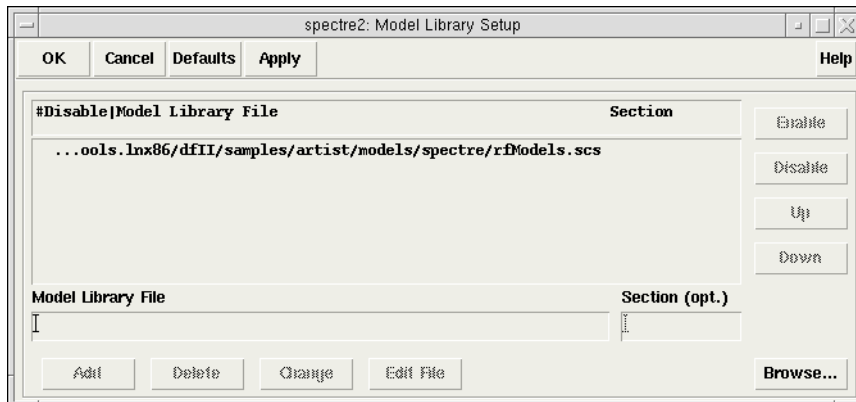 spectre2: Model Library Setup
OK Cancel Defaults Apply Help
#Disable|Model Library File Section
...ools.lnx86/dfII/samples/artist/models/spectre/rfModels.scs
Enable
Disable
Up
Down
Model Library File Section (opt.)
Add Delete Change Edit File Browse...